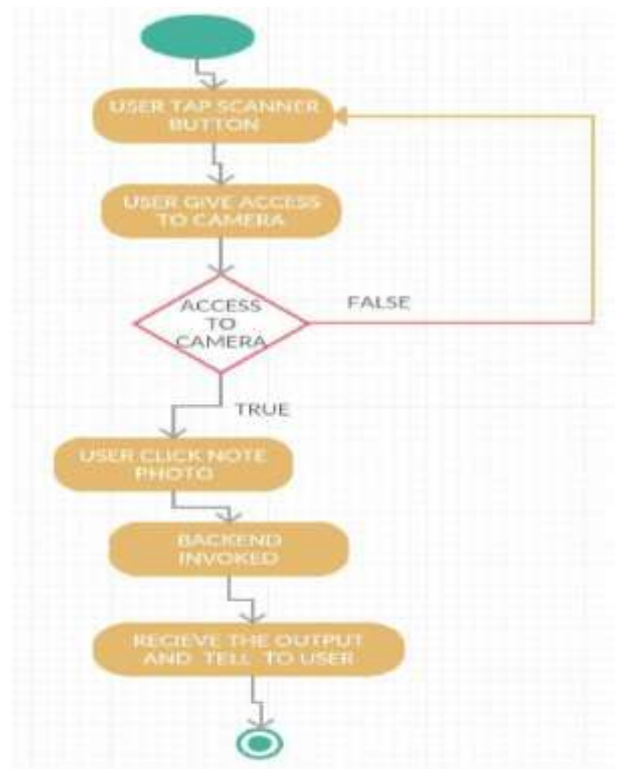 USER TAP SCANNER
BUTTON
USER GIVE ACCESS
TO CAMERA
ACCESS
TO
CAMERA
FALSE
TRUE
USER CLICK NOTE
PHOTO
BACKEND
INVOKED
RECIEVE THE OUTPUT
AND TELL TO USER